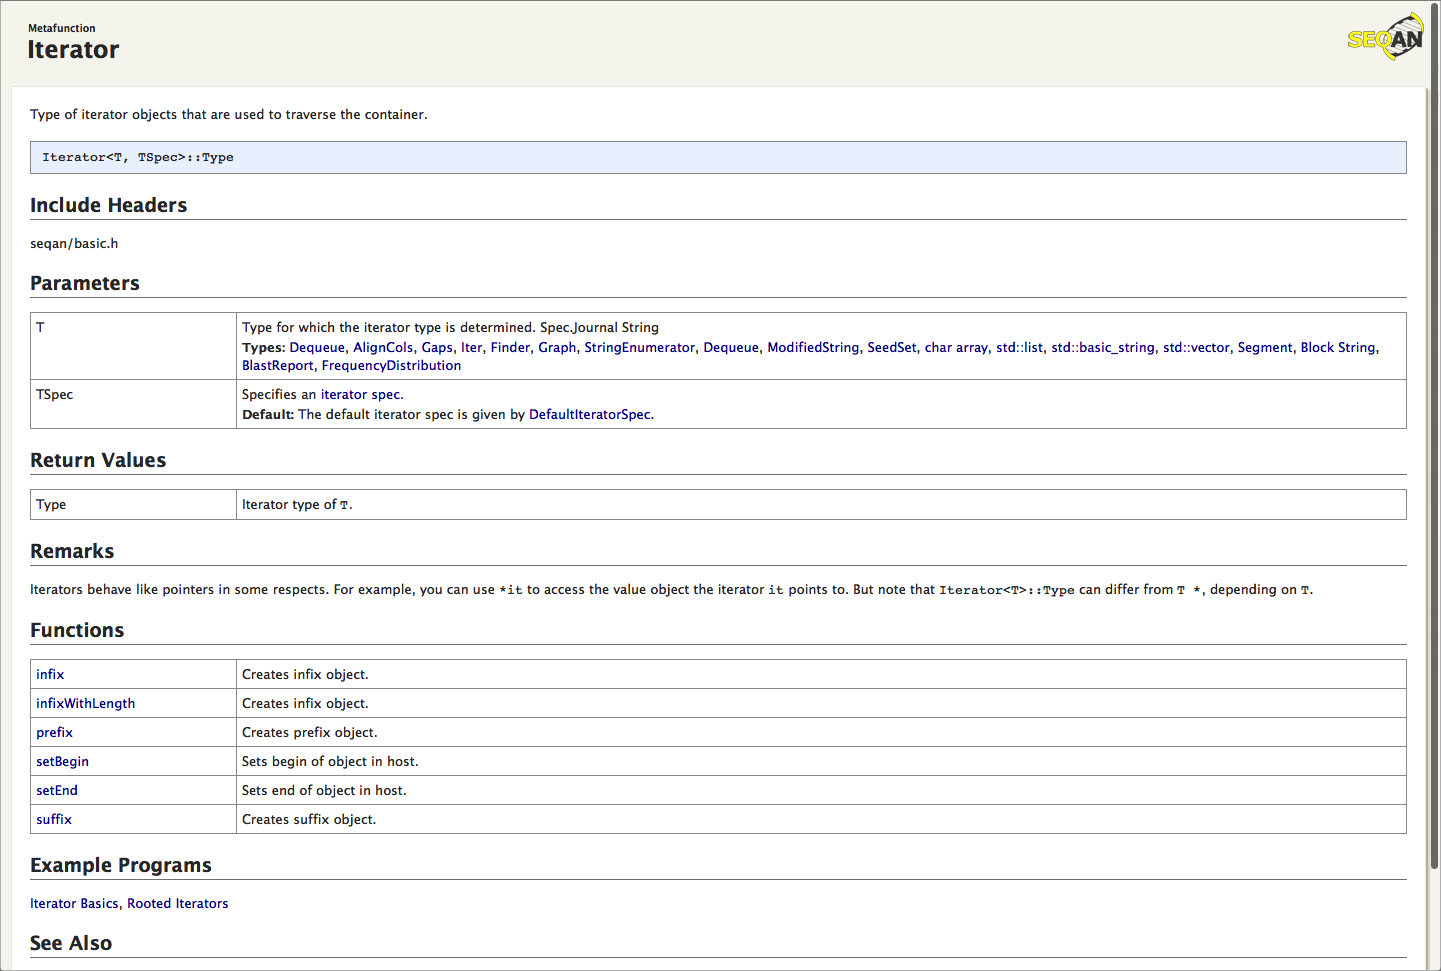 Metafunction
Iterator
SEQAN
Type of iterator objects that are used to traverse the container.
Iterator<T, TSpec>::Type
Include Headers
seqan/basic.h
Parameters
T
Type for which the iterator type is determined. Spec.Journal String
Types: Dequeue, AlignCols, Gaps, Iter, Finder, Graph, StringEnumerator, Dequeue, ModifiedString, SeedSet, char array, std::list, std::basic_string, std::vector, Segment, Block String,
BlastReport, FrequencyDistribution
TSpec
Specifies an iterator spec.
Default: The default iterator spec is given by DefaultIteratorSpec.
Return Values
Type
Iterator type of T.
Remarks
Iterators behave like pointers in some respects. For example, you can use *it to access the value object the iterator it points to. But note that Iterator<T>::Type can differ from T *, depending on T.
Functions
infix
Creates infix object.
infixWithLength
Creates infix object.
prefix
Creates prefix object.
setBegin
Sets begin of object in host.
setEnd
Sets end of object in host.
suffix
Creates suffix object.
Example Programs
Iterator Basics, Rooted Iterators
See Also